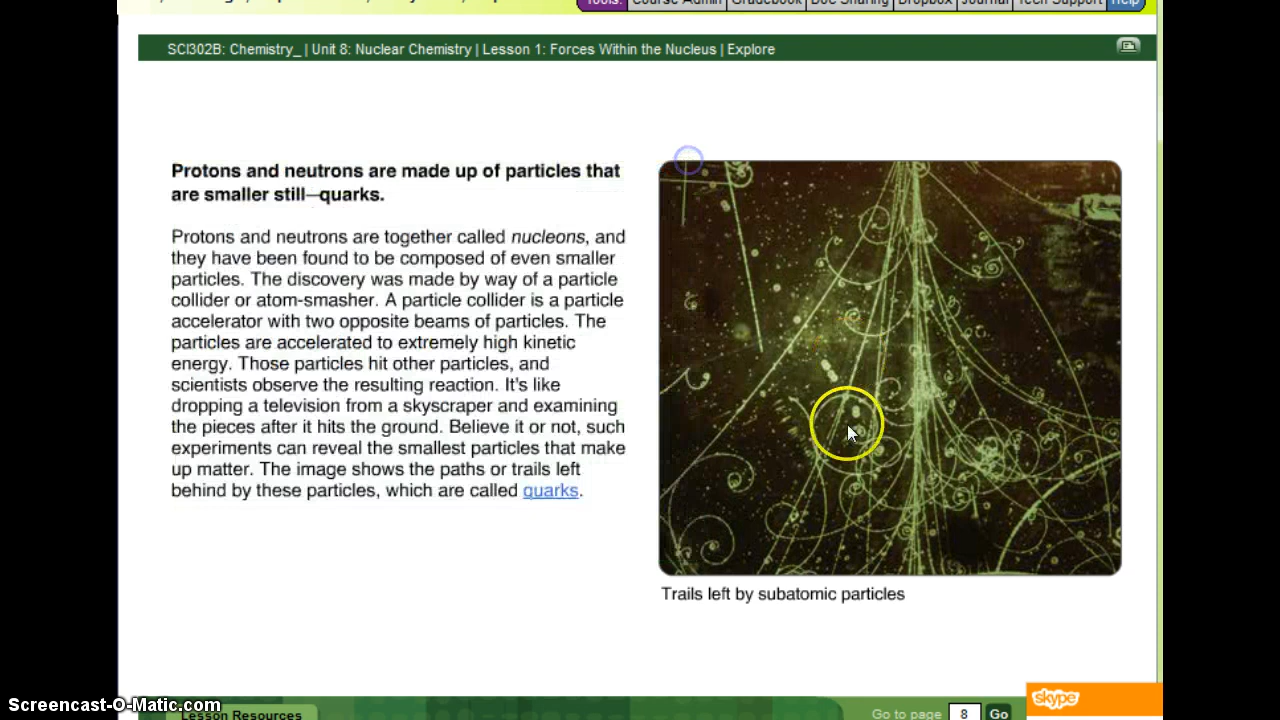 Tools: Course Admin Gradebook Doc Sharing Dropbox Journal Tech Support Help
SCI302B: Chemistry_ | Unit 8: Nuclear Chemistry | Lesson 1: Forces Within the Nucleus | Explore
Protons and neutrons are made up of particles that
are smaller still—quarks.
Protons and neutrons are together called nucleons, and
they have been found to be composed of even smaller
particles. The discovery was made by way of a particle
collider or atom-smasher. A particle collider is a particle
accelerator with two opposite beams of particles. The
particles are accelerated to extremely high kinetic
energy. Those particles hit other particles, and
scientists observe the resulting reaction. It's like
dropping a television from a skyscraper and examining
the pieces after it hits the ground. Believe it or not, such
experiments can reveal the smallest particles that make
up matter. The image shows the paths or trails left
behind by these particles, which are called quarks.
Trails left by subatomic particles
skype
Screencast-O-Matic.com
Lesson Resources
Go to page 8 Go